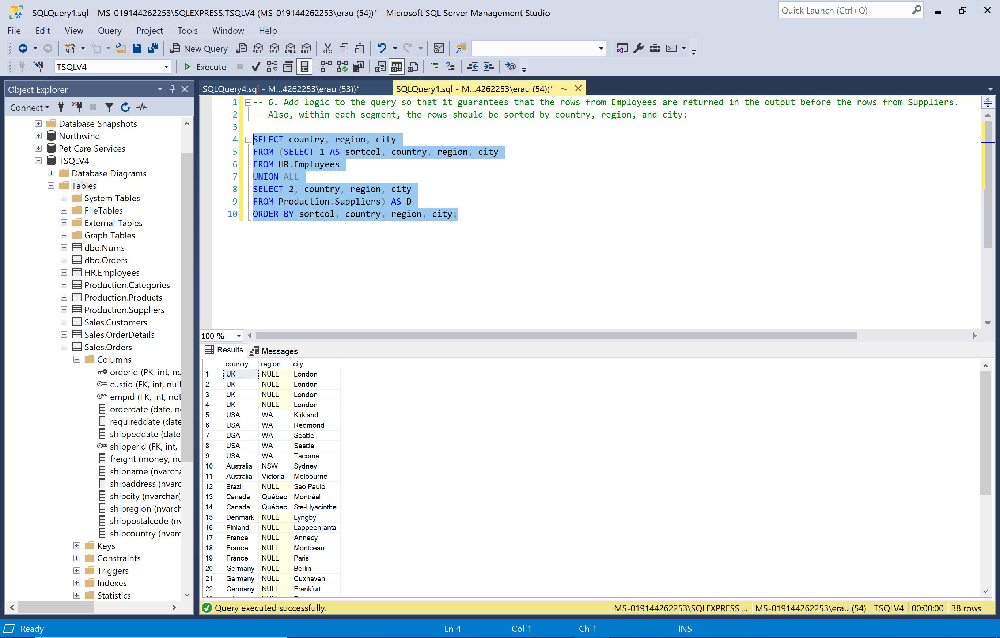 SQLQuery1.sql - MS-019144262253\SQLEXPRESS.TSQLV4 (MS-019144262253\erau (54))* - Microsoft SQL Server Management Studio
Quick Launch (Ctrl+Q)
File Edit View Query Project Tools Window Help
New Query MDX DMX XMLA DAX
TSQLV4 Execute
Object Explorer
Connect
Database Snapshots
Northwind
Pet Care Services
TSQLV4
Database Diagrams
Tables
System Tables
FileTables
External Tables
Graph Tables
dbo.Nums
dbo.Orders
HR.Employees
Production.Categories
Production.Products
Production.Suppliers
Sales.Customers
Sales.OrderDetails
Sales.Orders
Columns
orderid (PK, int, no
custid (FK, int, null
empid (FK, int, not
orderdate (date, n
requireddate (date
shippeddate (date
shipperid (FK, int,
freight (money, no
shipname (nvarcha
shipaddress (nvarc
shipcity (nvarchar(
shipregion (nvarch
shippostalcode (nv
shipcountry (nvarc
Keys
Constraints
Triggers
Indexes
Statistics
SQLQuery4.sql - M...4262253\erau (53))* SQLQuery1.sql - M...4262253\erau (54))*
1 -- 6. Add logic to the query so that it guarantees that the rows from Employees are returned in the output before the rows from Suppliers.
2 -- Also, within each segment, the rows should be sorted by country, region, and city:
3
4 SELECT country, region, city
5 FROM (SELECT 1 AS sortcol, country, region, city
6 FROM HR.Employees
7 UNION ALL
8 SELECT 2, country, region, city
9 FROM Production.Suppliers) AS D
10 ORDER BY sortcol, country, region, city;
100 %
Results Messages
country region city
1 UK NULL London
2 UK NULL London
3 UK NULL London
4 UK NULL London
5 USA WA Kirkland
6 USA WA Redmond
7 USA WA Seattle
8 USA WA Seattle
9 USA WA Tacoma
10 Australia NSW Sydney
11 Australia Victoria Melbourne
12 Brazil NULL Sao Paulo
13 Canada Québec Montréal
14 Canada Québec Ste-Hyacinthe
15 Denmark NULL Lyngby
16 Finland NULL Lappeenranta
17 France NULL Annecy
18 France NULL Montceau
19 France NULL Paris
20 Germany NULL Berlin
21 Germany NULL Cuxhaven
22 Germany NULL Frankfurt
Query executed successfully. MS-019144262253\SQLEXPRESS ... MS-019144262253\erau (54) TSQLV4 00:00:00 38 rows
Ready Ln 4 Col 1 Ch 1 INS